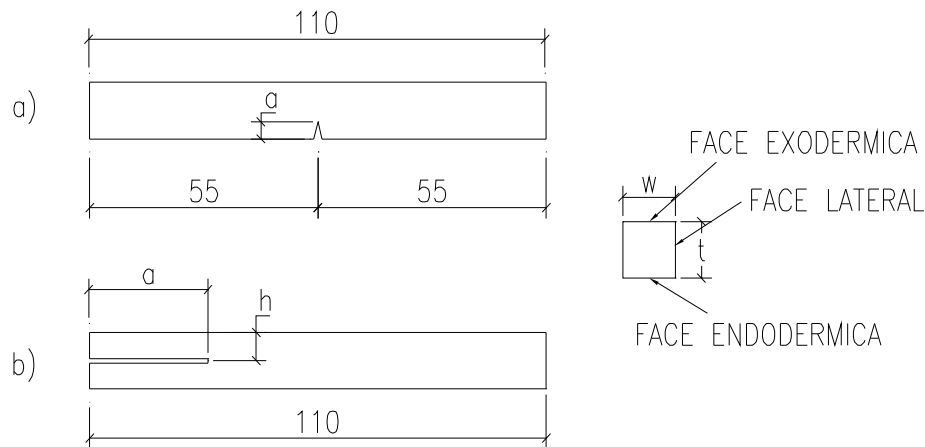 110
a)
a
55
55
FACE EXODERMICA
w
FACE LATERAL
t
FACE ENDODERMICA
a
h
b)
110